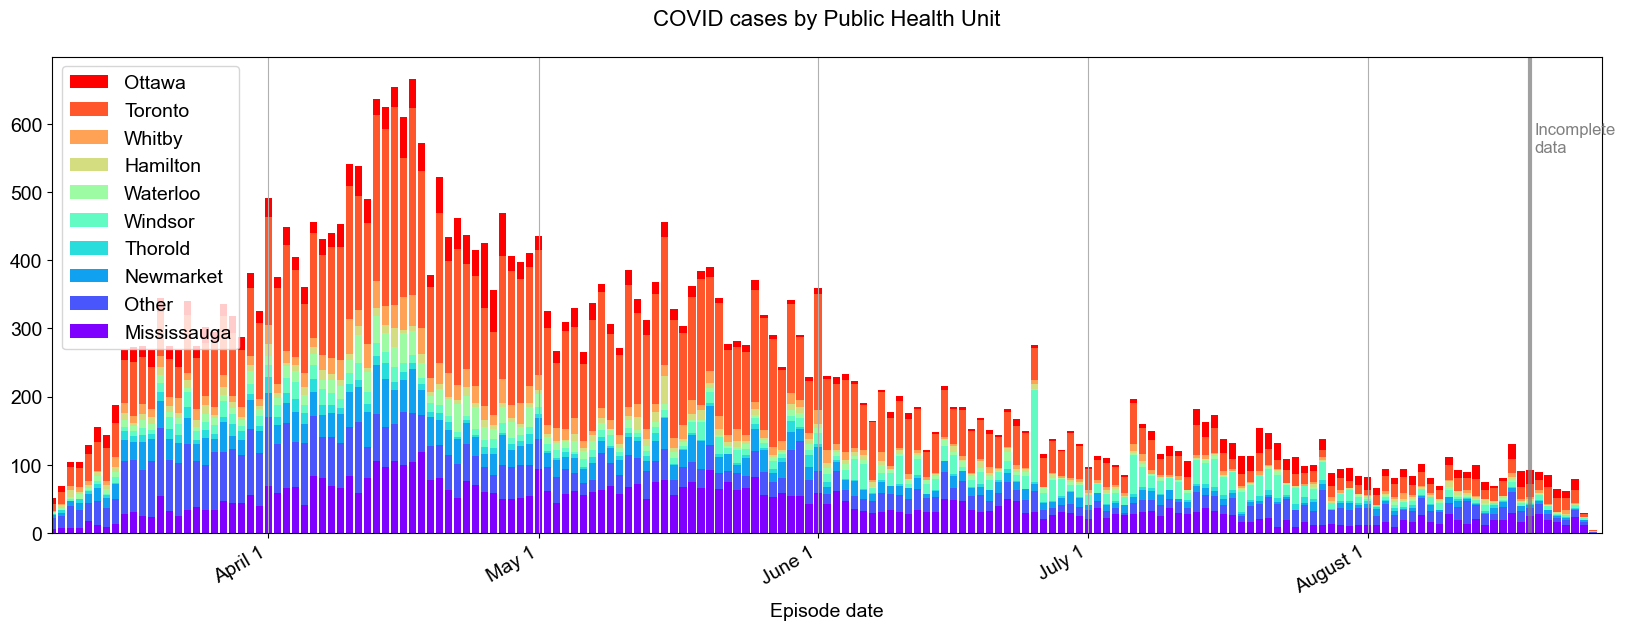 COVID cases by Public Health Unit
Ottawa
Toronto
Whitby
Hamilton
Waterloo
Windsor
Thorold
Newmarket
Other
Mississauga
600
500
400
300
200
100
0
Incomplete
data
April 1
May 1
June 1
July 1
August 1
Episode date